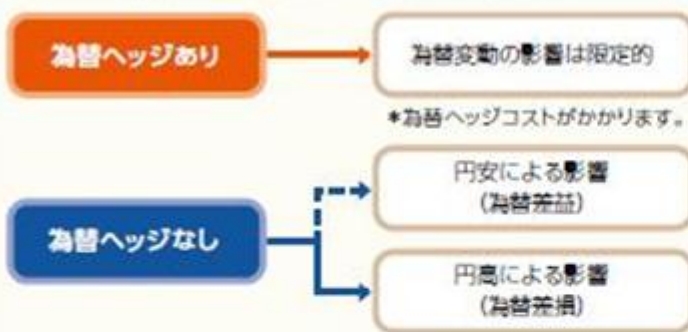 為替ヘッジあり
為替変動の影響は限定的
*為替ヘッジコストがかかります。
為替ヘッジなし
円安による影響
(為替差益)
円高による影響
(為替差損)